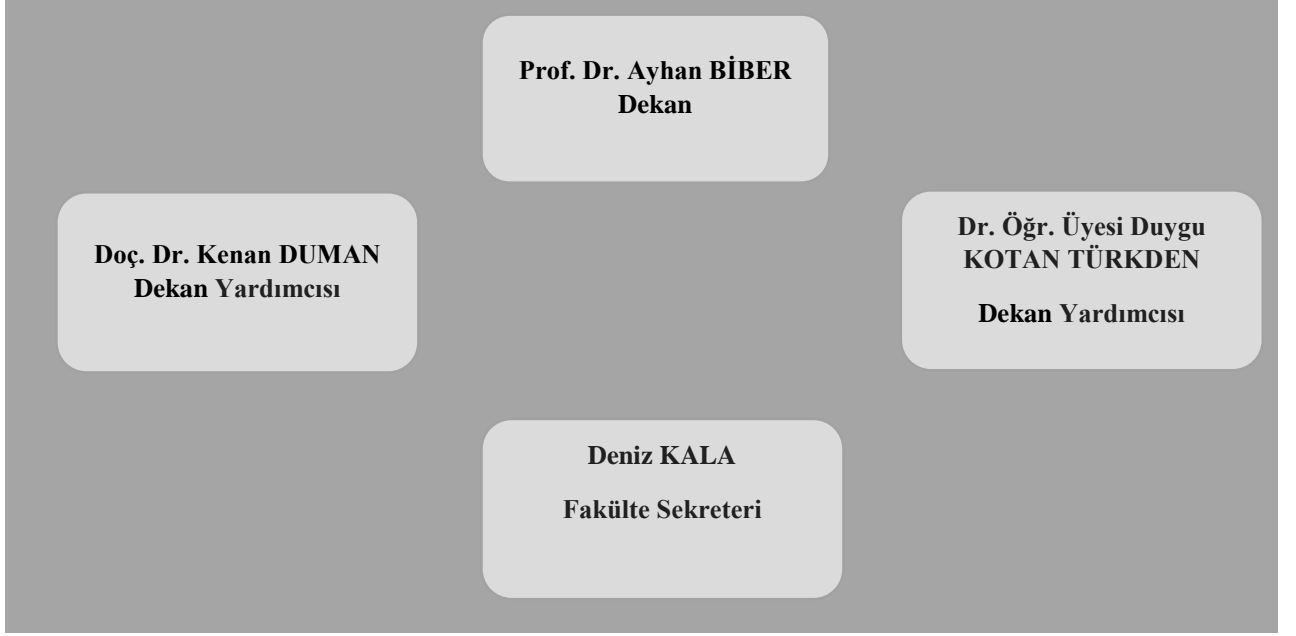 Prof. Dr. Ayhan BİBER
Dekan
Doç. Dr. Kenan DUMAN
Dekan Yardımcısı
Dr. Öğr. Üyesi Duygu
KOTAN TÜRKDEN
Dekan Yardımcısı
Deniz KALA
Fakülte Sekreteri